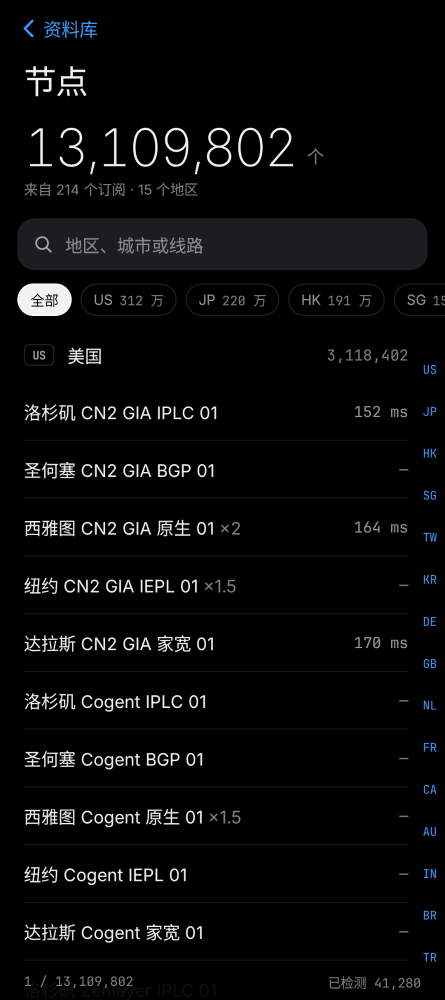 资料库
节点
13,109,802 个
来自 214 个订阅 · 15 个地区
地区、城市或线路
全部 US 312 万 JP 220 万 HK 191 万 SG 15
US 美国 3,118,402
US
洛杉矶 CN2 GIA IPLC 01 152 ms
JP
圣何塞 CN2 GIA BGP 01 —
HK
SG
西雅图 CN2 GIA 原生 01 ×2 164 ms
TW
纽约 CN2 GIA IEPL 01 ×1.5 —
KR
DE
达拉斯 CN2 GIA 家宽 01 170 ms
GB
洛杉矶 Cogent IPLC 01 —
NL
FR
圣何塞 Cogent BGP 01 —
CA
西雅图 Cogent 原生 01 ×1.5 —
AU
纽约 Cogent IEPL 01 —
IN
BR
达拉斯 Cogent 家宽 01 —
TR
1 / 13,109,802 已检测 41,280
洛杉矶 Zenlayer IPLC 01